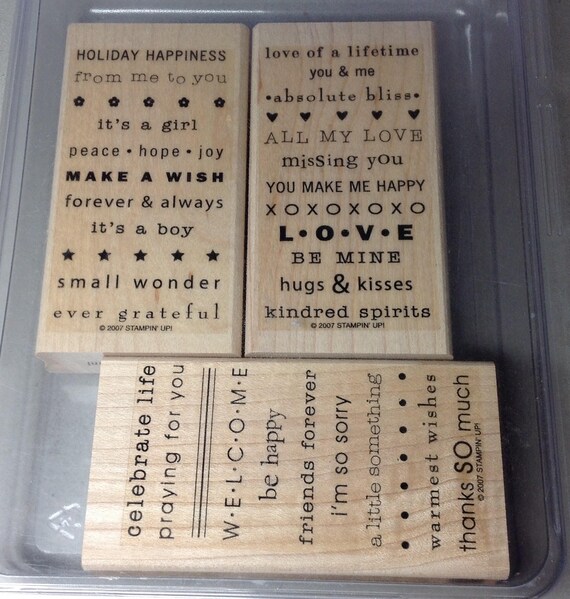 HOLIDAY HAPPINESS
from me to you
it's a girl
peace • hope • joy
MAKE A WISH
forever & always
it's a boy
small wonder
ever grateful
© 2007 STAMPIN' UP!
love of a lifetime
you & me
•absolute bliss•
ALL MY LOVE
missing you
YOU MAKE ME HAPPY
XOXOXOXO
L•O•V•E
BE MINE
hugs & kisses
kindred spirits
© 2007 STAMPIN' UP!
celebrate life
praying for you
W•E•L•C•O•M•E
be happy
friends forever
i'm so sorry
a little something
warmest wishes
thanks SO much
© 2007 STAMPIN' UP!